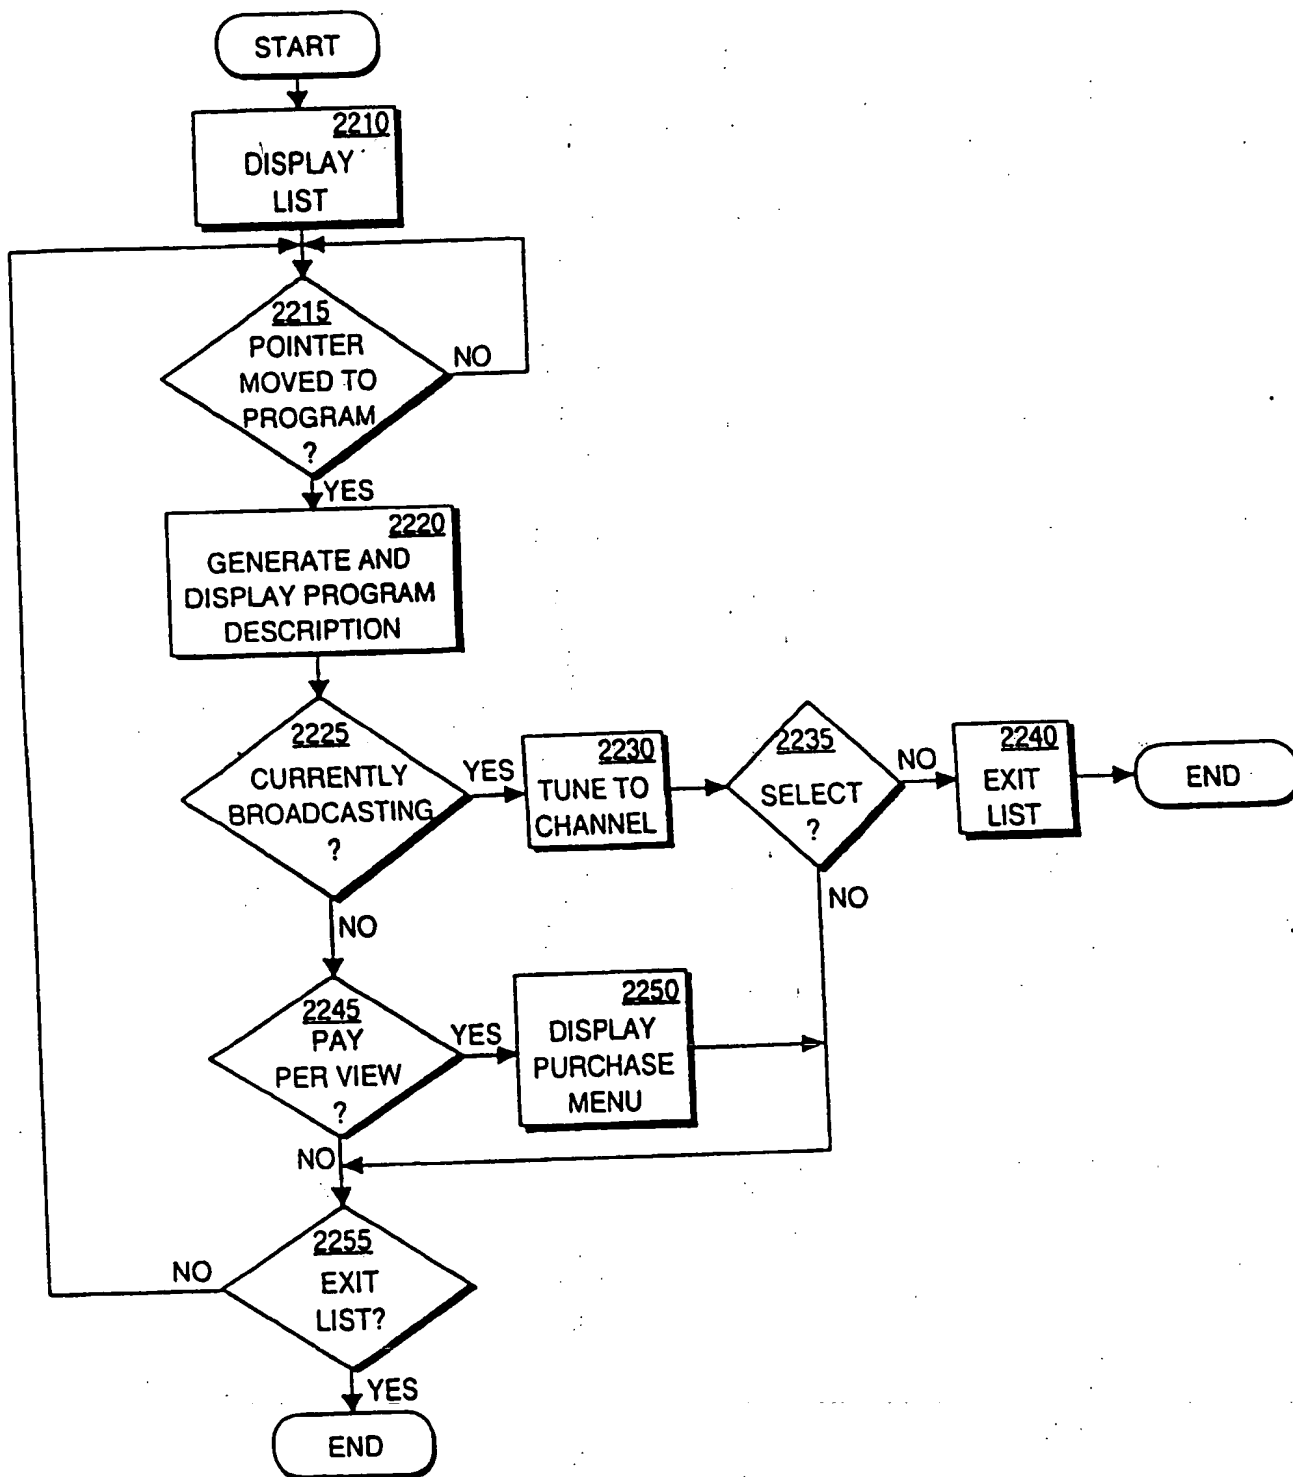 START
2210
DISPLAY
LIST
2215
POINTER
MOVED TO
PROGRAM
?
NO
YES
2220
GENERATE AND
DISPLAY PROGRAM
DESCRIPTION
2225
CURRENTLY
BROADCASTING
?
YES
2230
TUNE TO
CHANNEL
2235
SELECT
?
NO
2240
EXIT
LIST
END
NO
NO
2245
PAY
PER VIEW
?
YES
2250
DISPLAY
PURCHASE
MENU
NO
2255
EXIT
LIST?
NO
YES
END